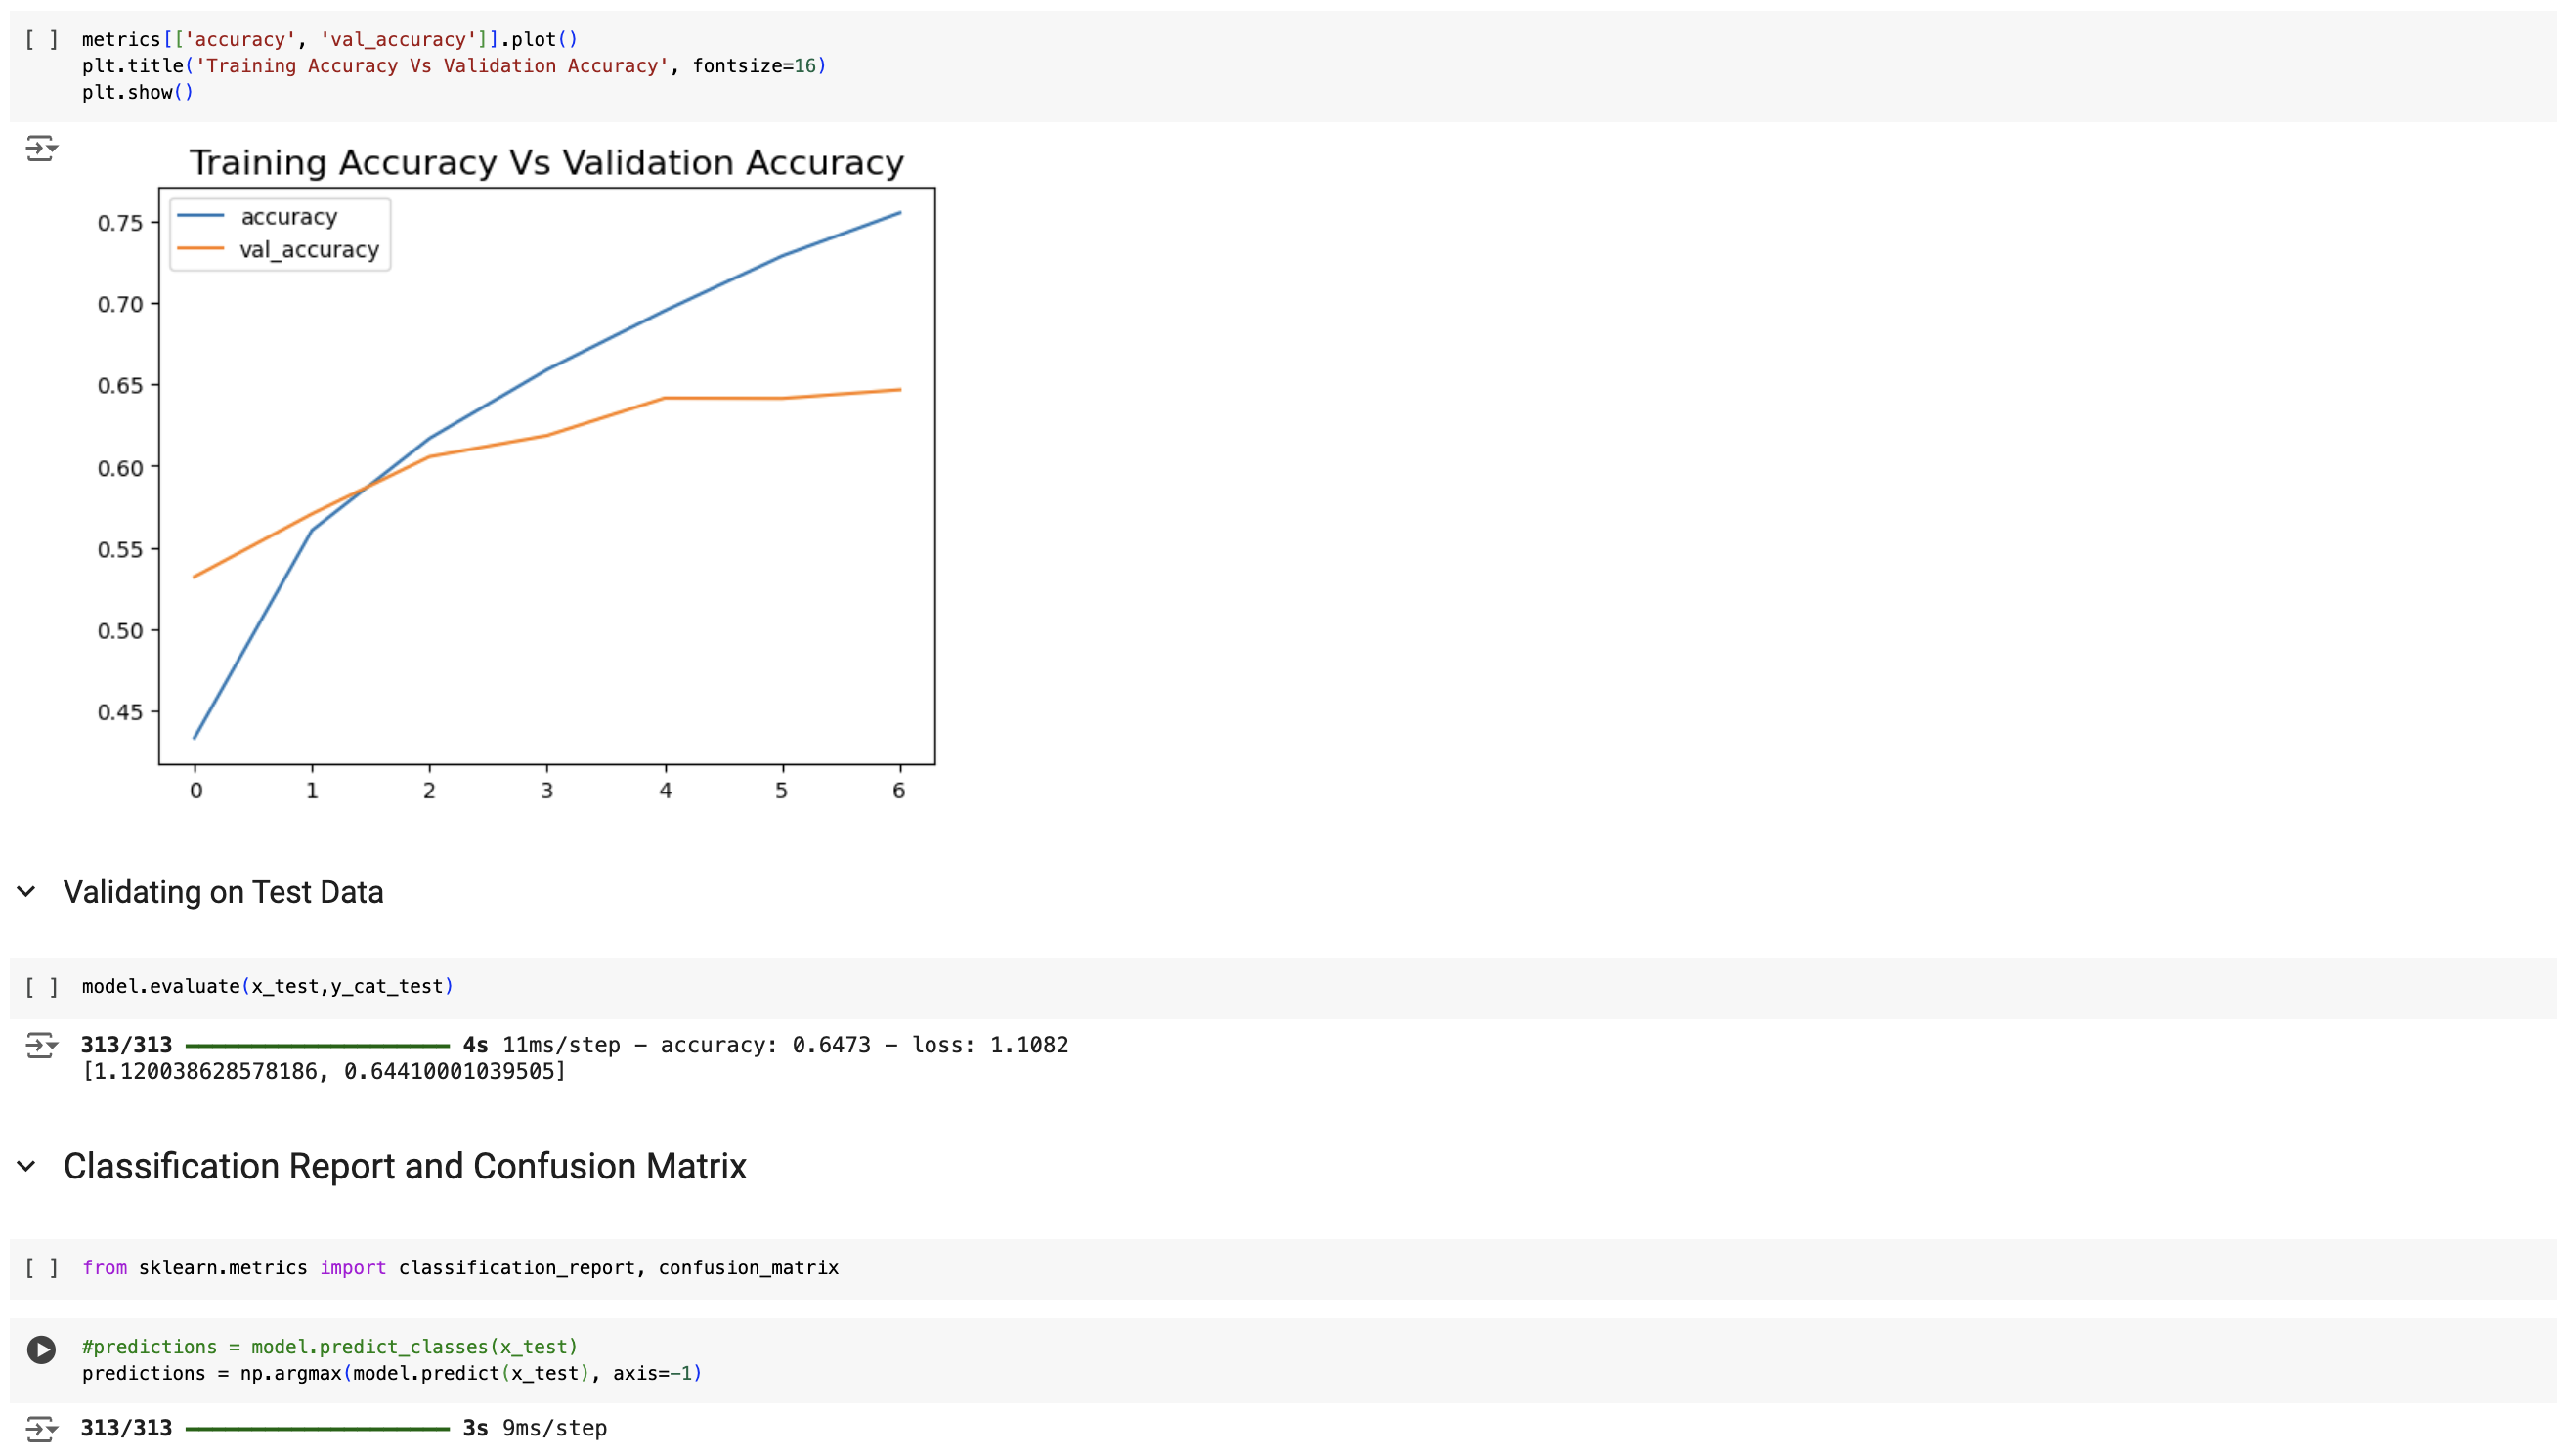 [ ] metrics[['accuracy', 'val_accuracy']].plot()
plt.title('Training Accuracy Vs Validation Accuracy', fontsize=16)
plt.show()
Training Accuracy Vs Validation Accuracy
accuracy
val_accuracy
0.75
0.70
0.65
0.60
0.55
0.50
0.45
0 1 2 3 4 5 6
Validating on Test Data
[ ] model.evaluate(x_test,y_cat_test)
313/313 4s 11ms/step - accuracy: 0.6473 - loss: 1.1082
[1.120038628578186, 0.64410001039505]
Classification Report and Confusion Matrix
[ ] from sklearn.metrics import classification_report, confusion_matrix
#predictions = model.predict_classes(x_test)
predictions = np.argmax(model.predict(x_test), axis=-1)
313/313 3s 9ms/step